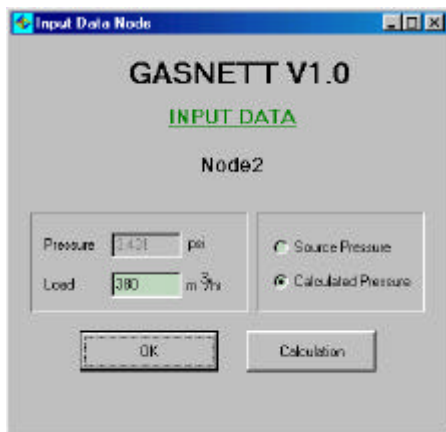 Input Data Node
GASNETT V1.0
INPUT DATA
Node2
Pressure psi
Load 380 m3/hr
Source Pressure
Calculated Pressure
OK
Calculation